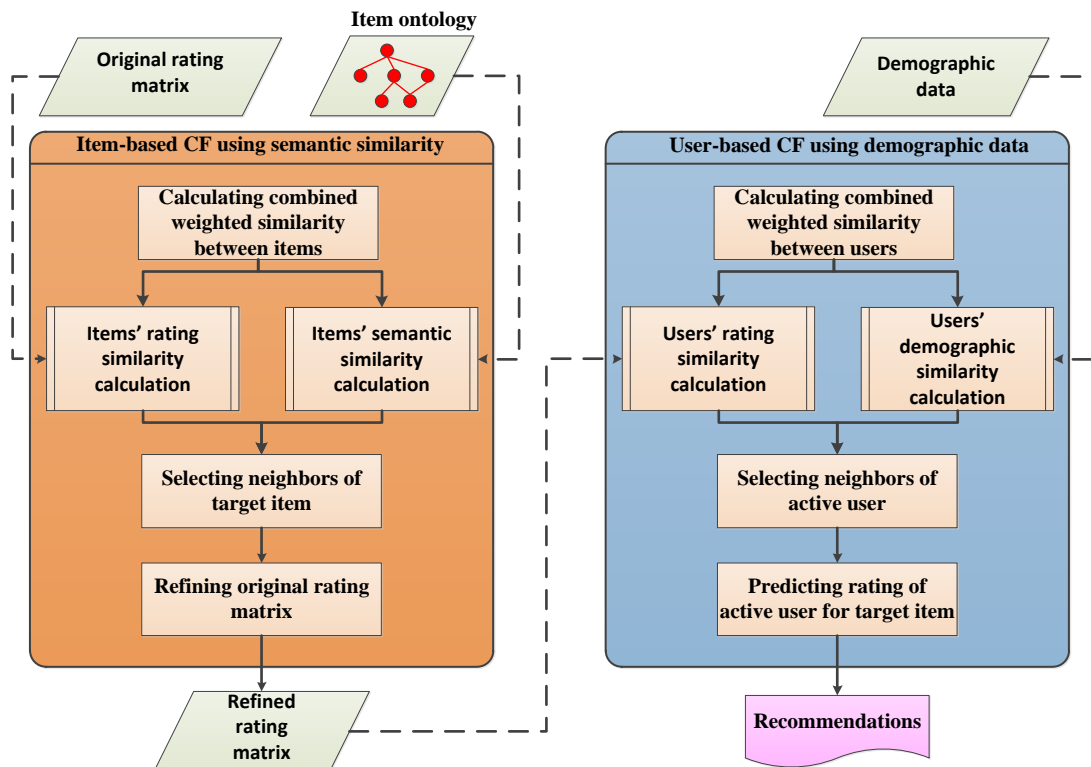 Item ontology
Original rating
matrix
Demographic
data
Item-based CF using semantic similarity
Calculating combined
weighted similarity
between items
Items’ rating
similarity
calculation
Items’ semantic
similarity
calculation
Selecting neighbors of
target item
Refining original rating
matrix
Refined
rating
matrix
User-based CF using demographic data
Calculating combined
weighted similarity
between users
Users’ rating
similarity
calculation
Users’
demographic
similarity
calculation
Selecting neighbors of
active user
Predicting rating of
active user for target item
Recommendations